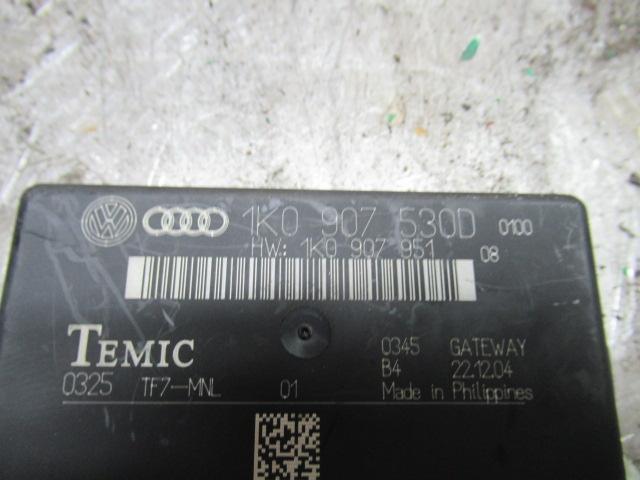 1K0 907 530D 0100
HW: 1K0 907 951 08
TEMIC 0345 GATEWAY
B4 22.12.04
0325 TF7-MNL 01 Made in Philippines